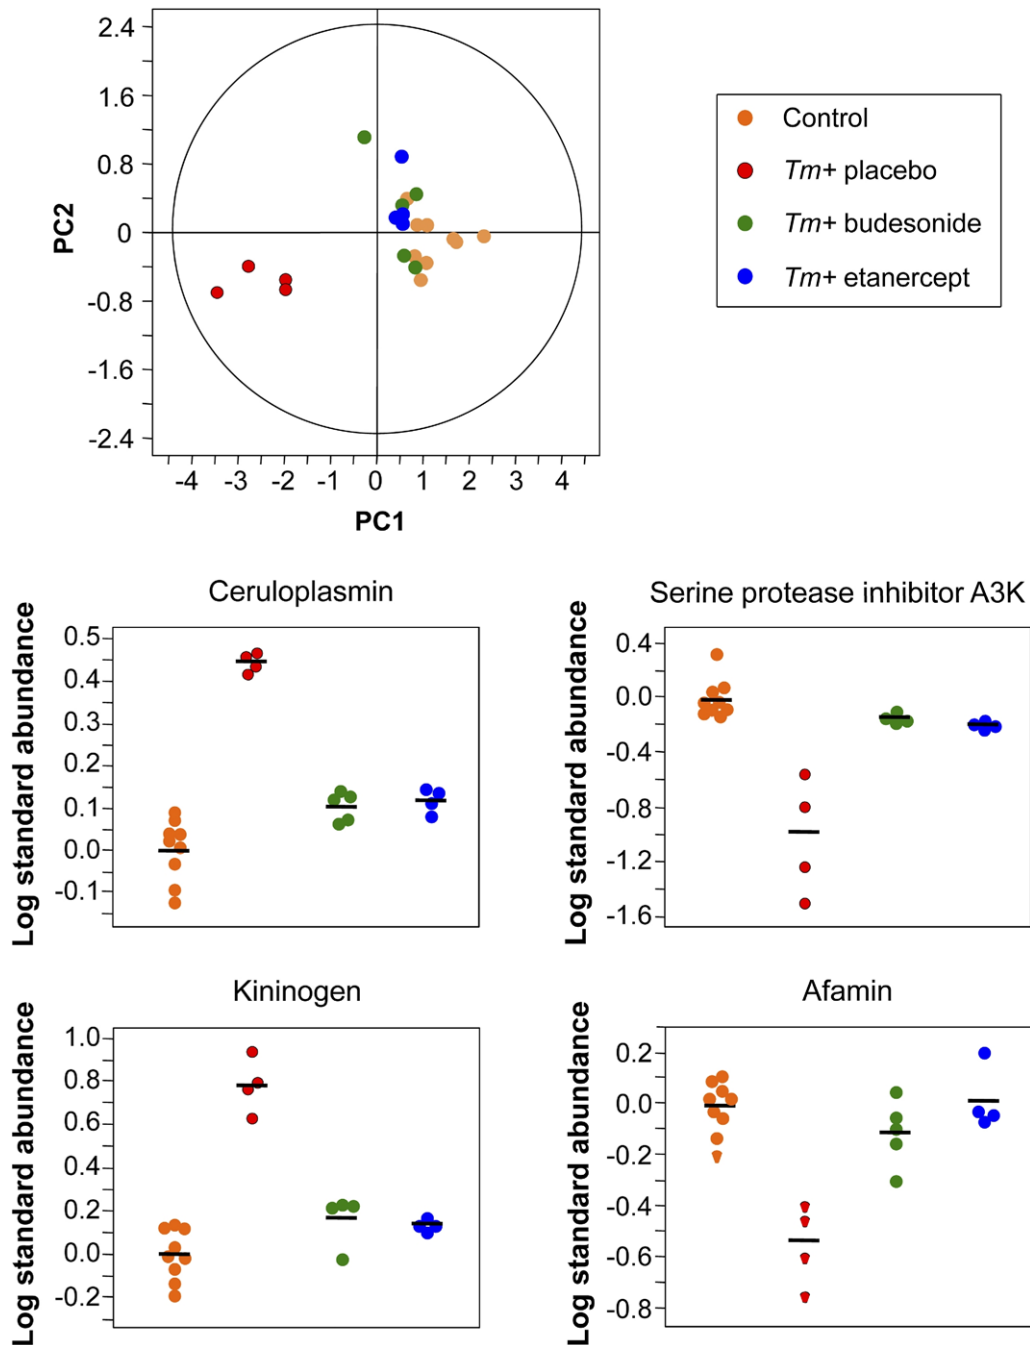 2.4
1.6
0.8
0
-0.8
-1.6
-2.4
PC2
-4 -3 -2 -1 0 1 2 3 4
PC1
Control
Tm+ placebo
Tm+ budesonide
Tm+ etanercept
Ceruloplasmin
Log standard abundance
0.5
0.4
0.3
0.2
0.1
0.0
-0.1
Serine protease inhibitor A3K
Log standard abundance
0.4
0.0
-0.4
-0.8
-1.2
-1.6
Kininogen
Log standard abundance
1.0
0.8
0.6
0.4
0.2
0.0
-0.2
Afamin
Log standard abundance
0.2
0.0
-0.2
-0.4
-0.6
-0.8